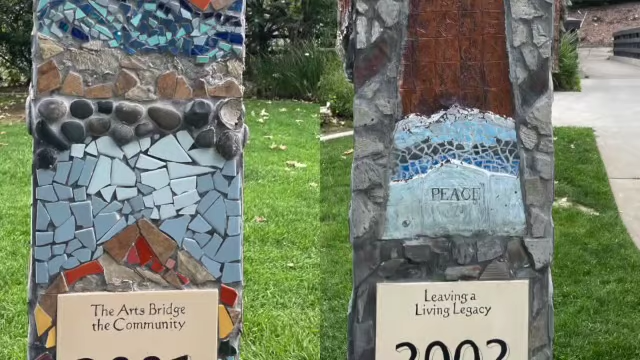 The Arts Bridge
the Community
PEACE
Leaving a
Living Legacy
2002